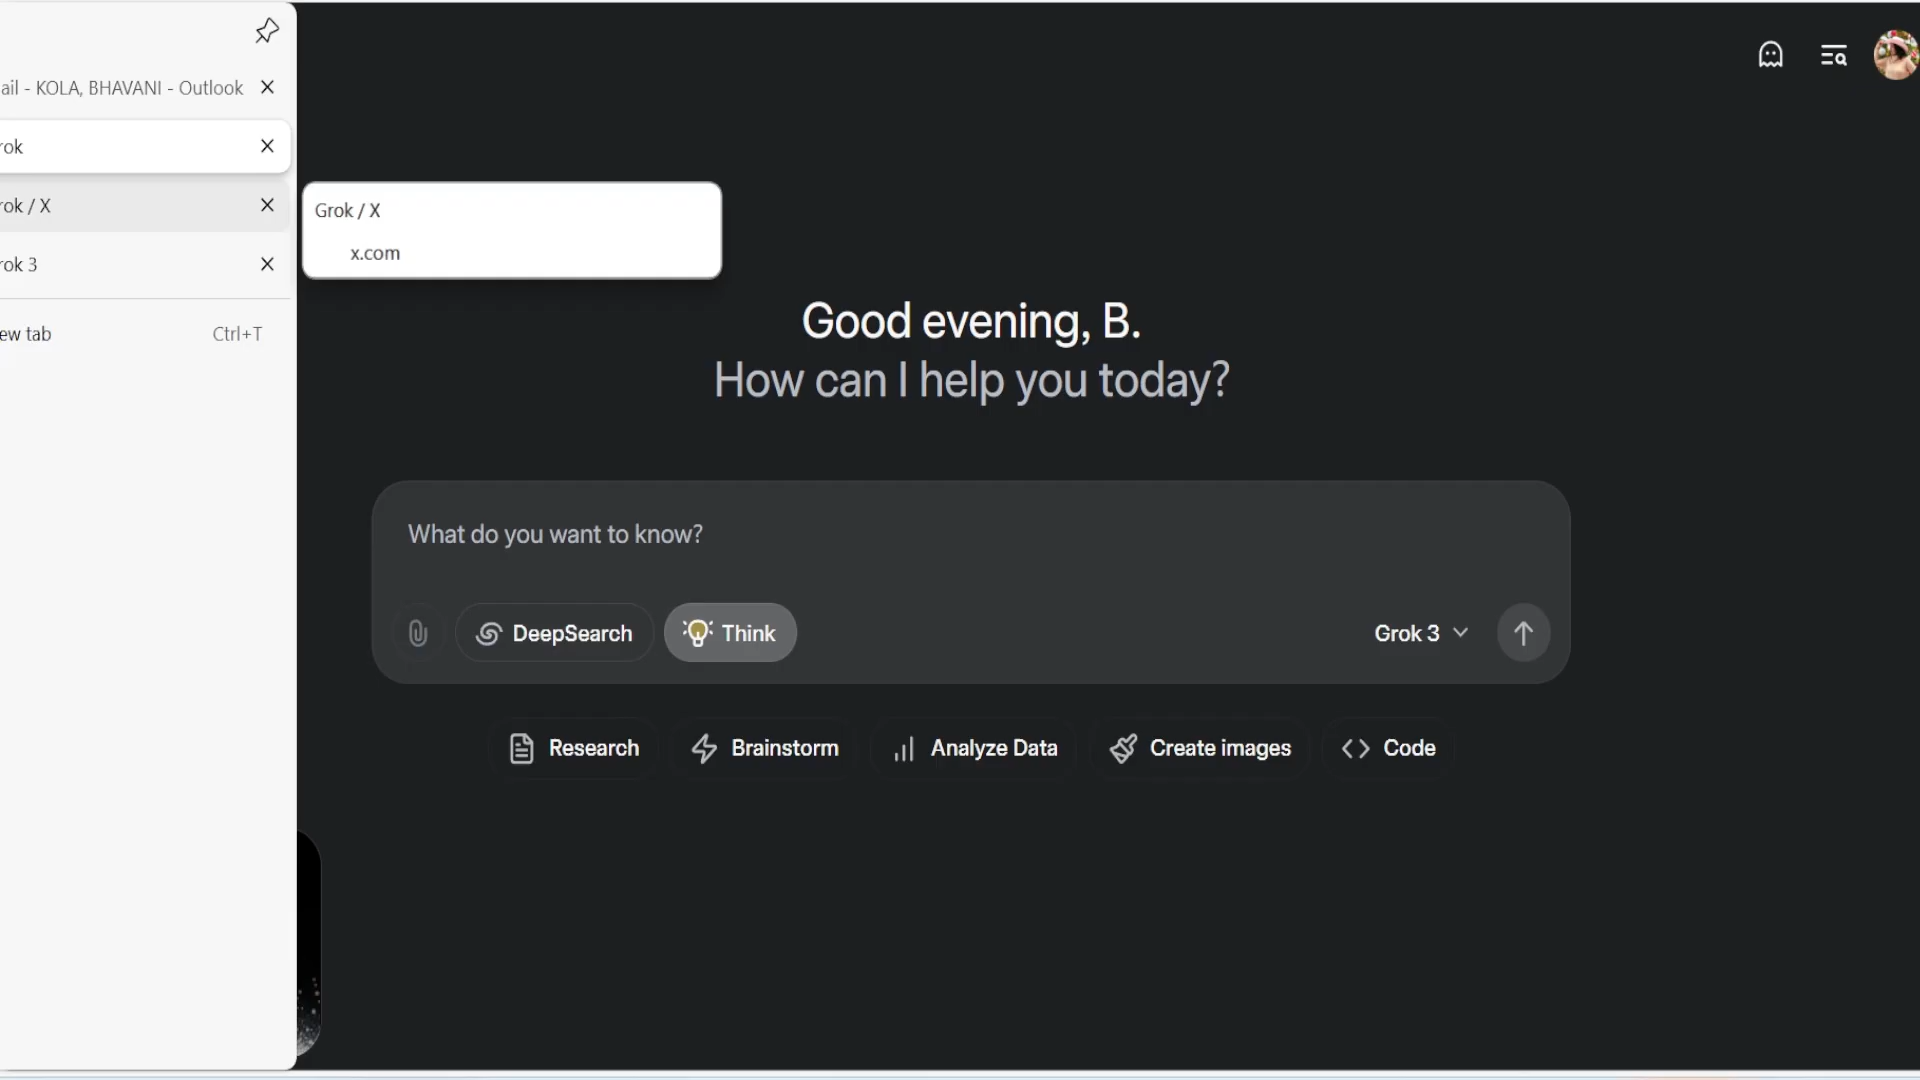 ail - KOLA, BHAVANI - Outlook
rok
rok / X
rok 3
ew tab Ctrl+T
Grok / X
x.com
Good evening, B.
How can I help you today?
What do you want to know?
DeepSearch Think Grok 3
Research Brainstorm Analyze Data Create images Code